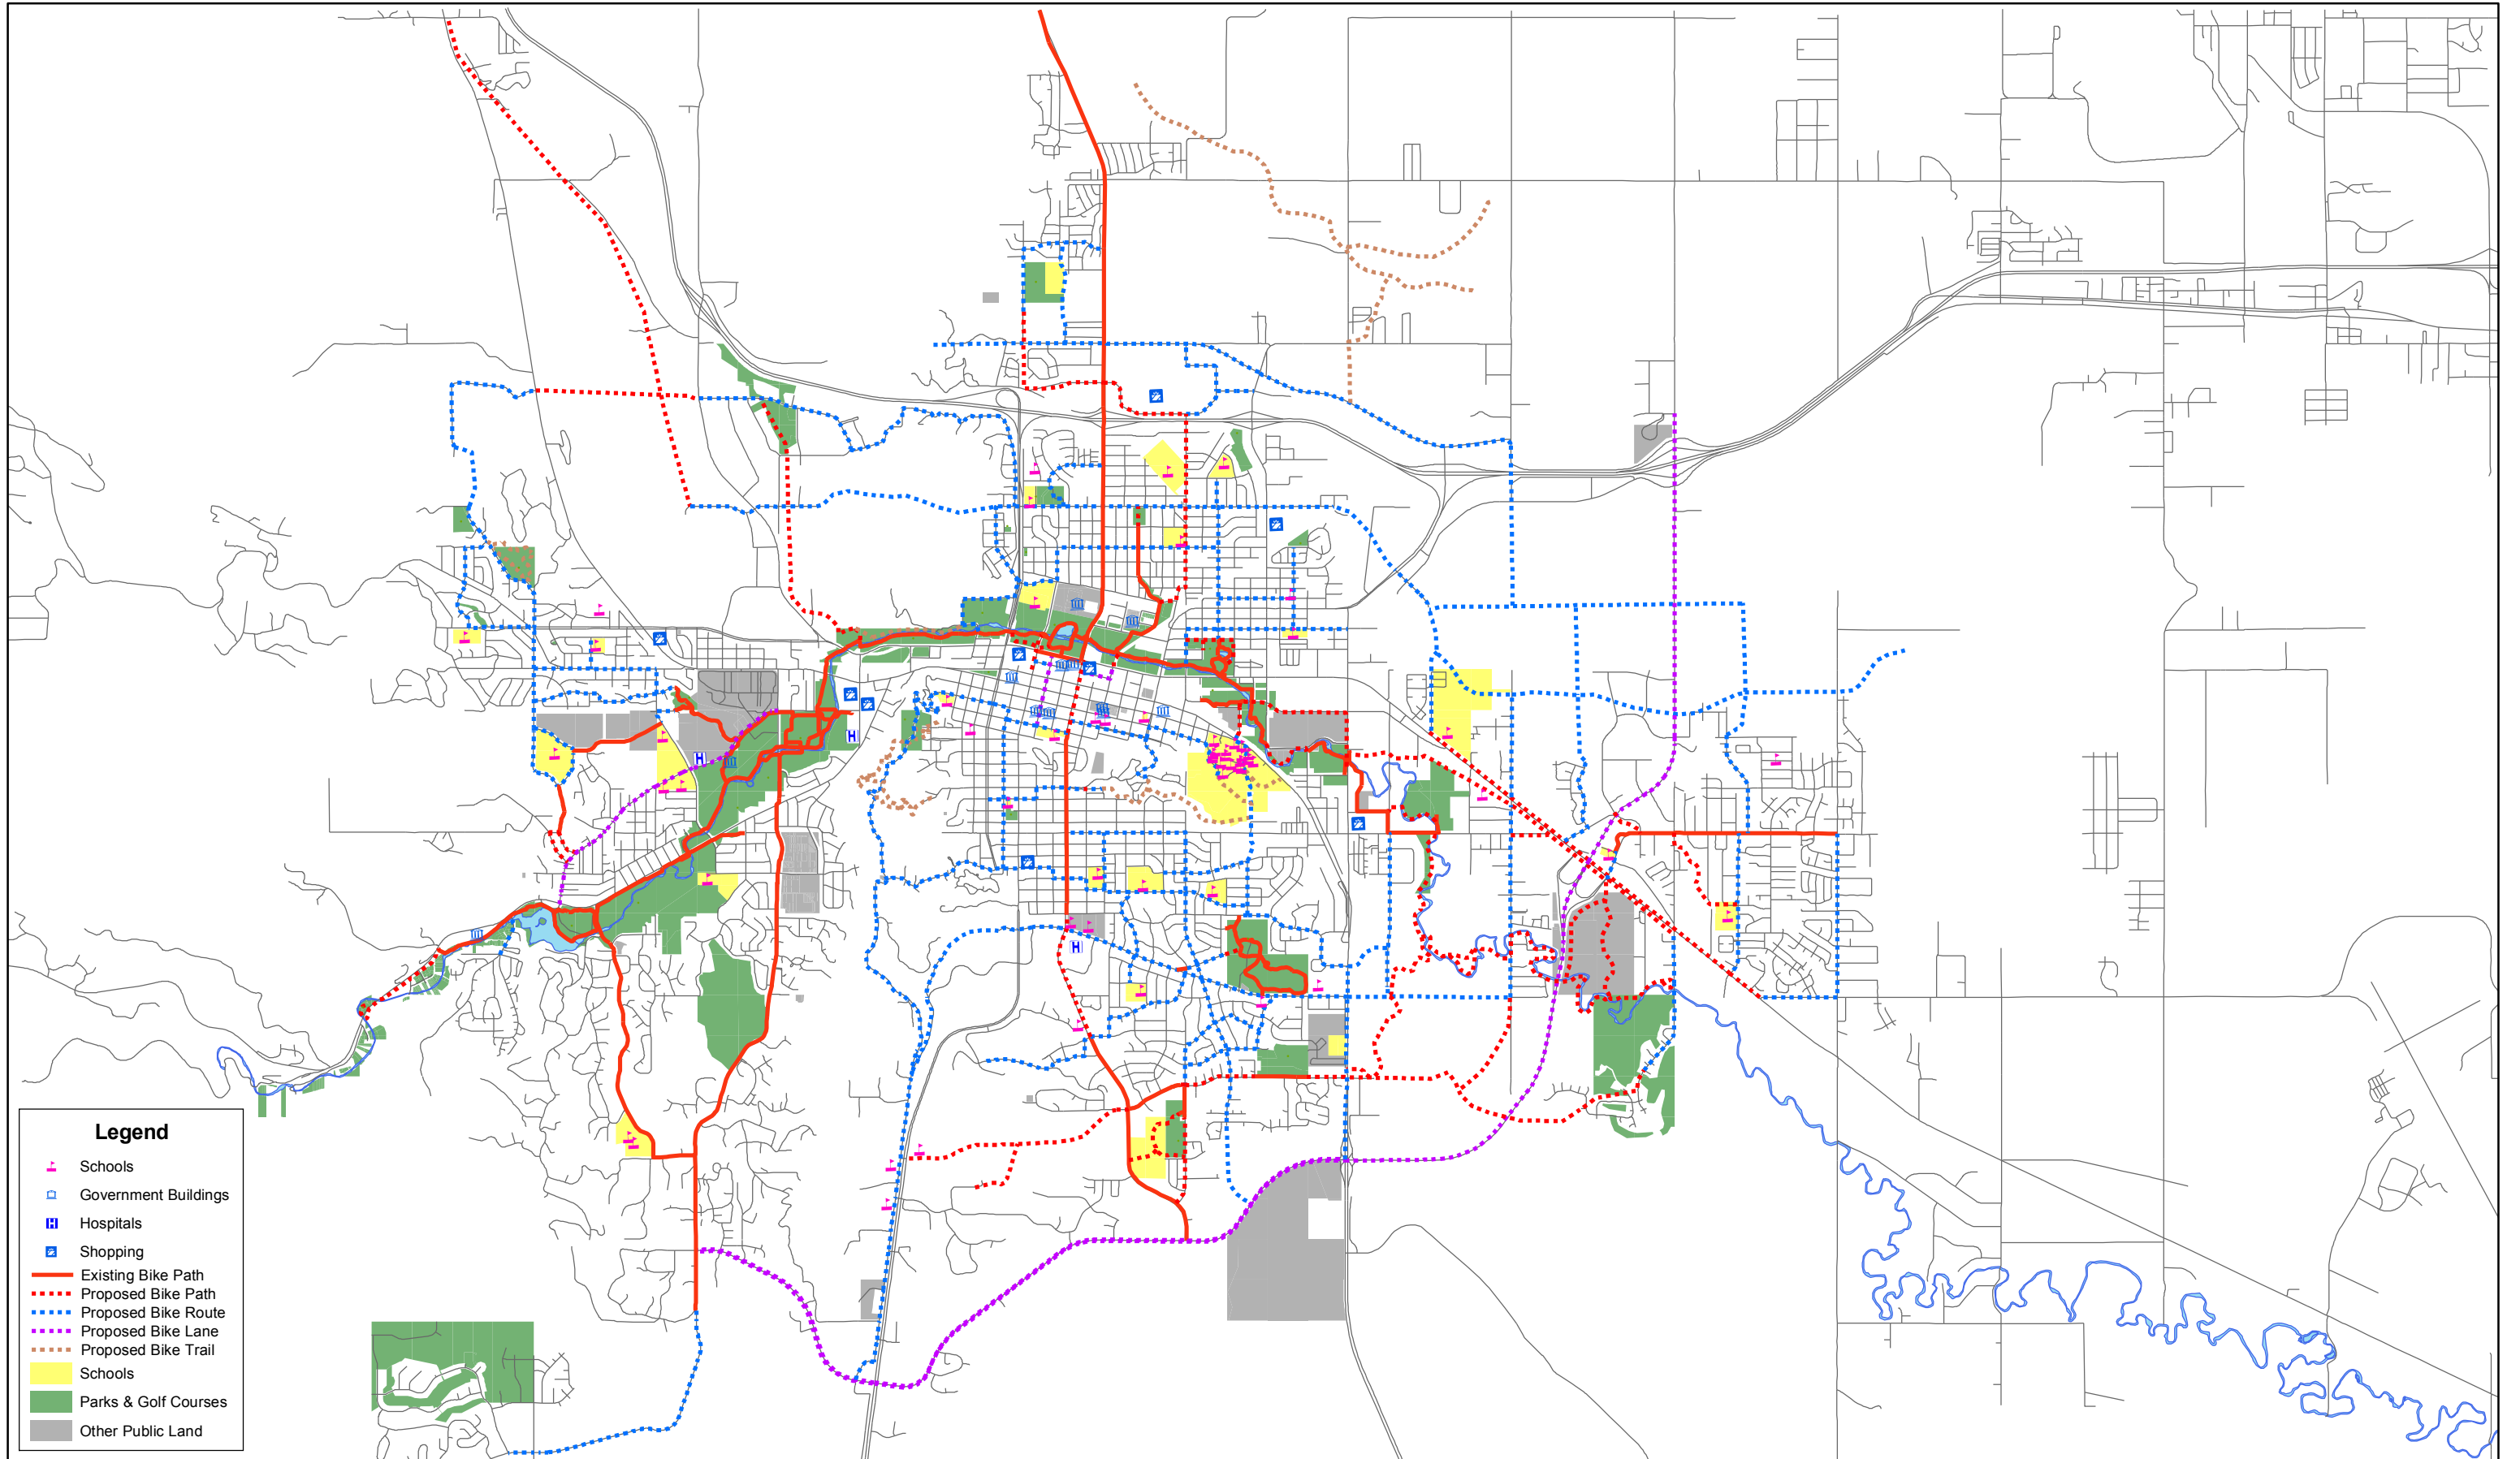 Legend
Schools
Government Buildings
H Hospitals
Shopping
Existing Bike Path
Proposed Bike Path
Proposed Bike Route
Proposed Bike Lane
Proposed Bike Trail
Schools
Parks & Golf Courses
Other Public Land
H
H
H